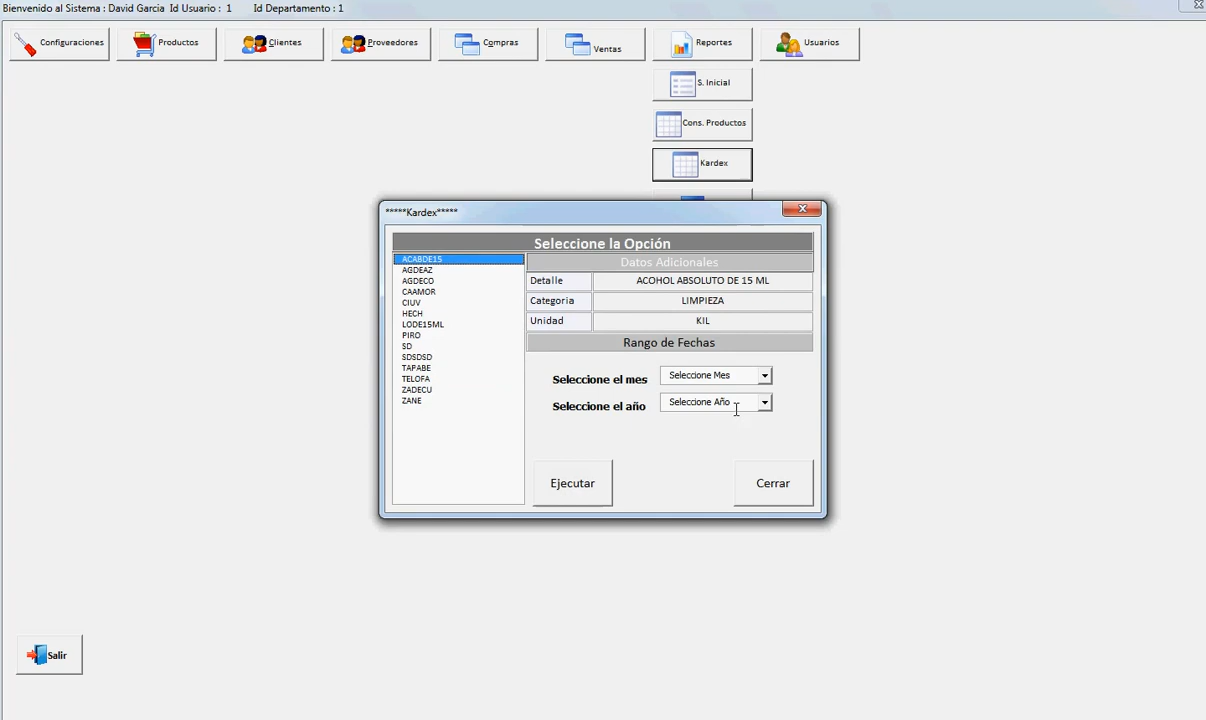 Bienvenido al Sistema : David Garcia Id Usuario : 1 Id Departamento : 1
Configuraciones
Productos
Clientes
Proveedores
Compras
Ventas
Reportes
Usuarios
S. Inicial
Cons. Productos
Kardex
*****Kardex*****
Seleccione la Opción
ACABDE15
AGDEAZ
AGDECO
CAAMOR
CIUV
HECH
LODE15ML
PIRO
SD
SDSDSD
TAPABE
TELOFA
ZADECU
ZANE
Datos Adicionales
Detalle ACOHOL ABSOLUTO DE 15 ML
Categoria LIMPIEZA
Unidad KIL
Rango de Fechas
Seleccione el mes Seleccione Mes
Seleccione el año Seleccione Año
Ejecutar
Cerrar
Salir